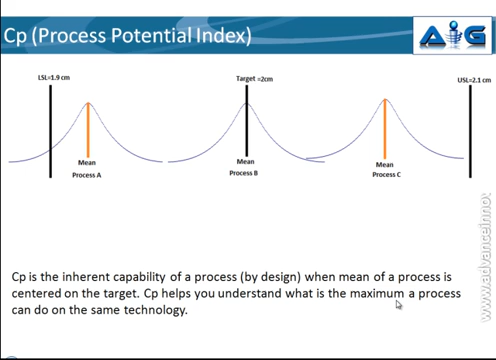 Cp (Process Potential Index)
AiG
LSL=1.9 cm
Target =2cm
USL=2.1 cm
Mean
Process A
Mean
Process B
Mean
Process C
Cp is the inherent capability of a process (by design) when mean of a process is
centered on the target. Cp helps you understand what is the maximum a process
can do on the same technology.
www.advanceinnov